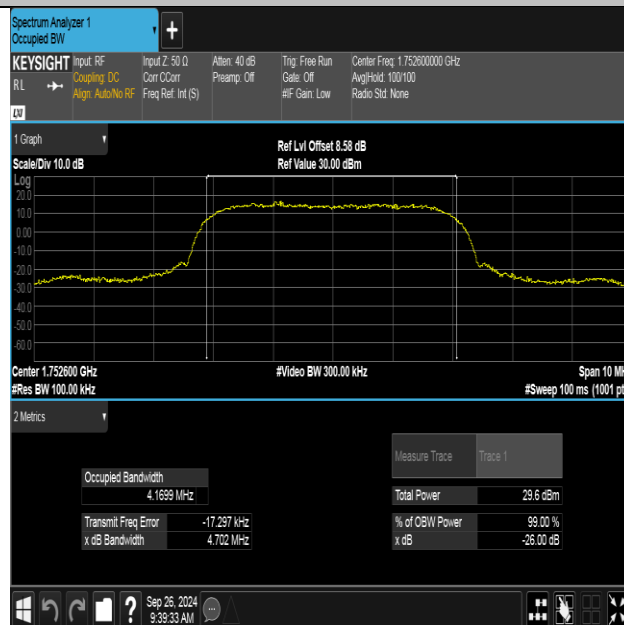 Spectrum Analyzer 1
Occupied BW
+
KEYSIGHT Input: RF Input Z: 50 Ω Atten: 40 dB Trig: Free Run Center Freq: 1.752600000 GHz
RL Coupling: DC Corr CCorr Preamp: Off Gate: Off Avg|Hold: 100/100
Align: Auto/No RF Freq Ref: Int (S) #IF Gain: Low Radio Std: None
LXI
1 Graph
Ref Lvl Offset 8.58 dB
Scale/Div 10.0 dB Ref Value 30.00 dBm
Log
20.0
10.0
0.00
-10.0
-20.0
-30.0
-40.0
-50.0
-60.0
Center 1.752600 GHz #Video BW 300.00 kHz Span 10 MH
#Res BW 100.00 kHz #Sweep 100 ms (1001 pt
2 Metrics
Measure Trace Trace 1
Occupied Bandwidth
4.1699 MHz
Total Power 29.6 dBm
Transmit Freq Error -17.297 kHz % of OBW Power 99.00 %
x dB Bandwidth 4.702 MHz x dB -26.00 dB
? Sep 26, 2024
9:39:33 AM